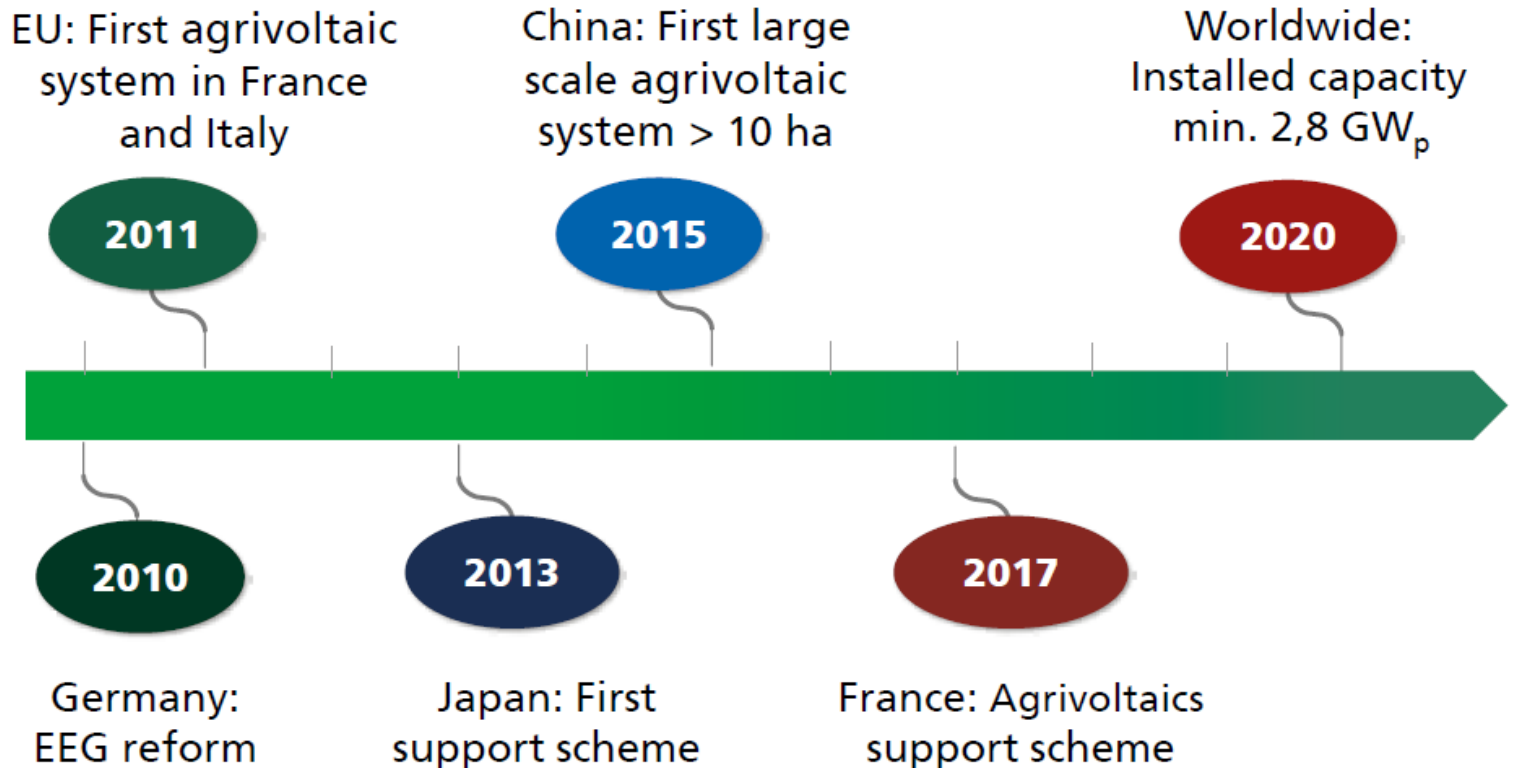 EU: First agrivoltaic
system in France
and Italy
China: First large
scale agrivoltaic
system > 10 ha
Worldwide:
Installed capacity
min. 2,8 GWp
2011
2015
2020
2010
2013
2017
Germany:
EEG reform
Japan: First
support scheme
France: Agrivoltaics
support scheme